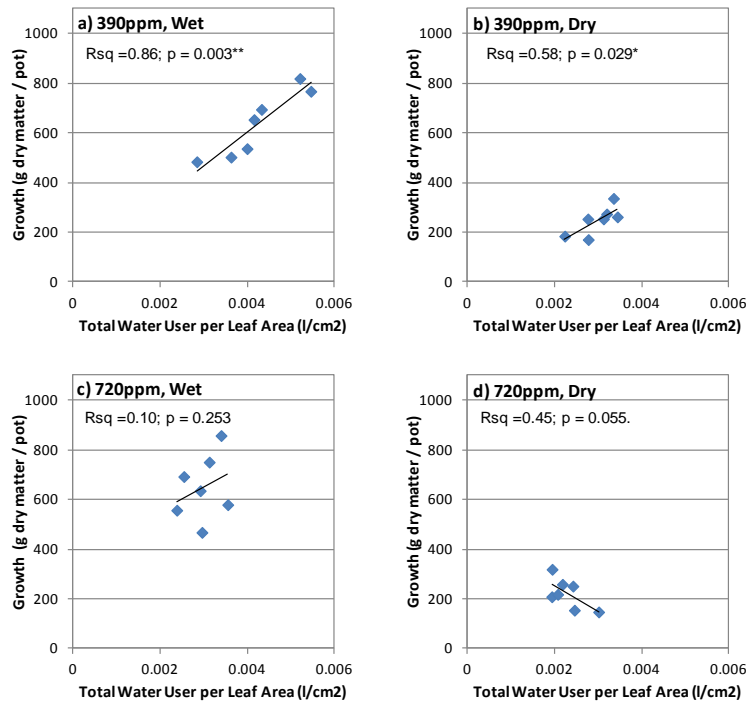 a) 390ppm, Wet
Rsq =0.86; p = 0.003**
Growth (g dry matter / pot)
1000
800
600
400
200
0
0 0.002 0.004 0.006
Total Water User per Leaf Area (l/cm2)
b) 390ppm, Dry
Rsq =0.58; p = 0.029*
Growth (g dry matter / pot)
1000
800
600
400
200
0
0 0.002 0.004 0.006
Total Water User per Leaf Area (l/cm2)
c) 720ppm, Wet
Rsq=0.10; p = 0.253
Growth (g dry matter / pot)
1000
800
600
400
200
0
0 0.002 0.004 0.006
Total Water User per Leaf Area (l/cm2)
d) 720ppm, Dry
Rsq =0.45; p = 0.055.
Growth (g dry matter / pot)
1000
800
600
400
200
0
0 0.002 0.004 0.006
Total Water User per Leaf Area (l/cm2)